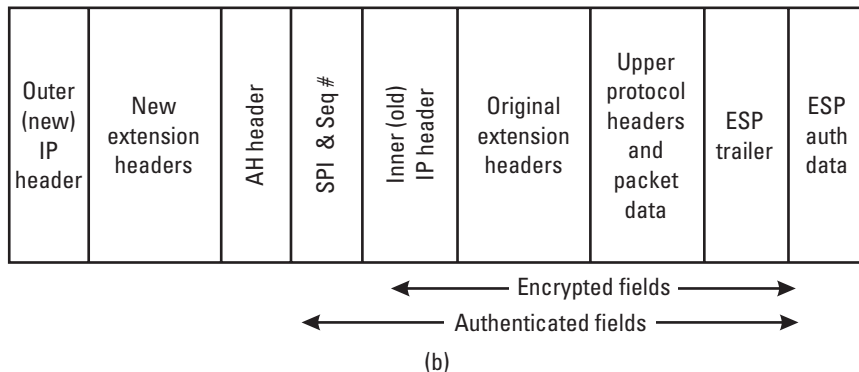 Outer
(new)
IP
header
New
extension
headers
AH header
SPI & Seq #
Inner (old)
IP header
Original
extension
headers
Upper
protocol
headers
and
packet
data
ESP
trailer
ESP
auth
data
Encrypted fields
Authenticated fields
(b)